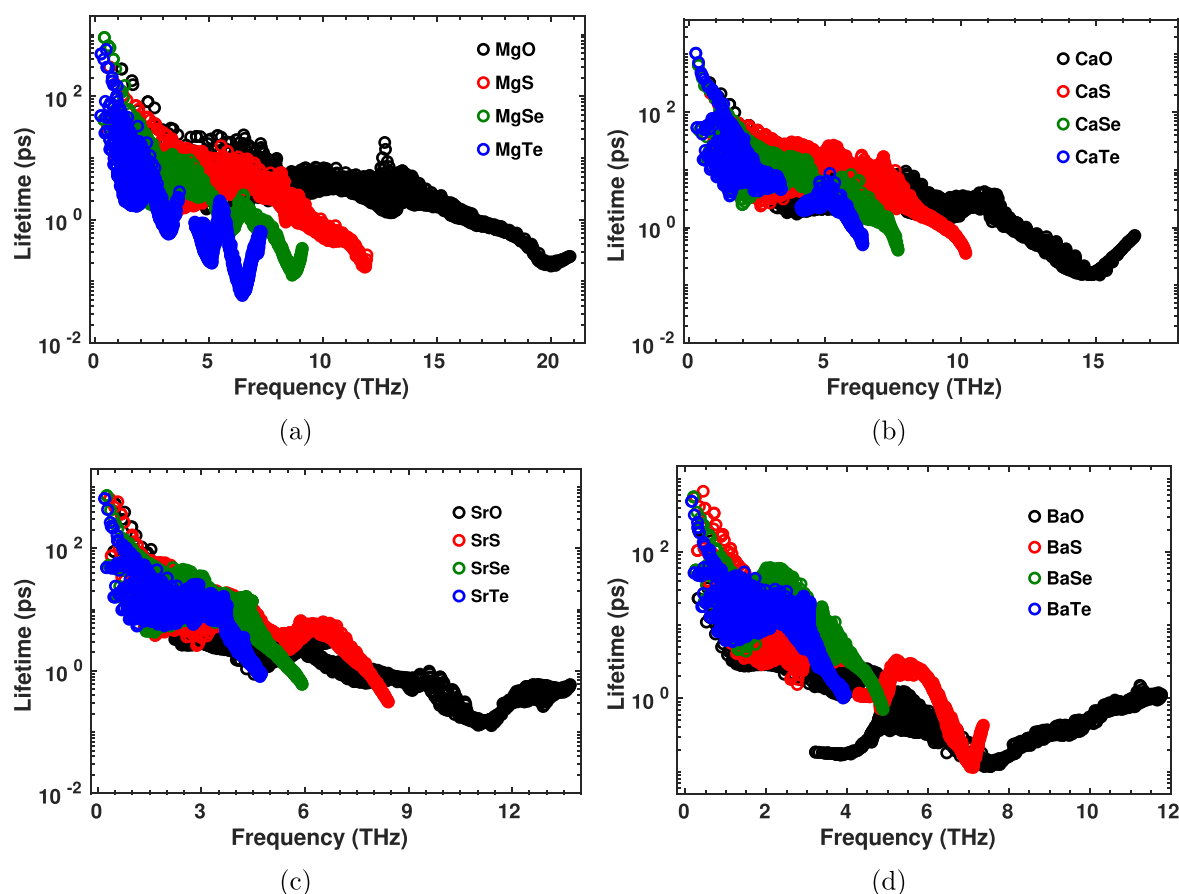 10 2
10 0
10 -2
Lifetime (ps)
MgO
MgS
MgSe
MgTe
0 5 10 15 20
Frequency (THz)
(a)
10 2
10 0
10 -2
Lifetime (ps)
CaO
CaS
CaSe
CaTe
0 5 10 15
Frequency (THz)
(b)
10 2
10 0
10 -2
Lifetime (ps)
SrO
SrS
SrSe
SrTe
0 3 6 9 12
Frequency (THz)
(c)
10 2
10 0
Lifetime (ps)
BaO
BaS
BaSe
BaTe
0 2 4 6 8 10 12
Frequency (THz)
(d)